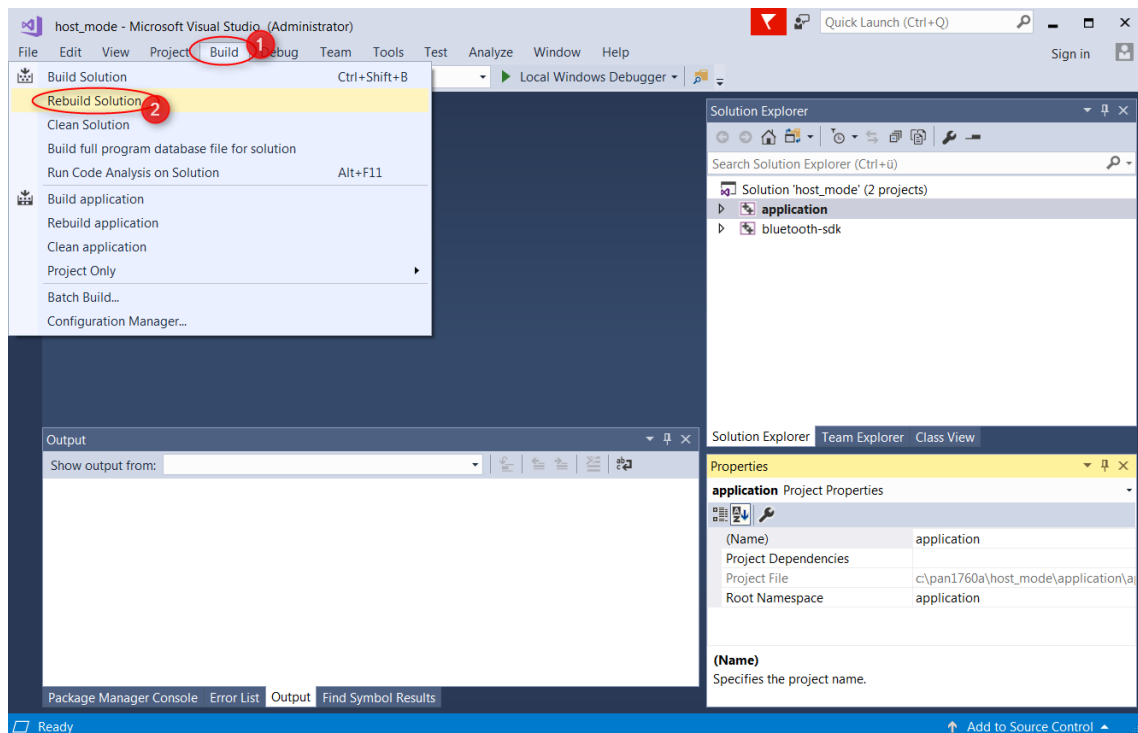 host_mode - Microsoft Visual Studio (Administrator)
Quick Launch (Ctrl+Q)
File Edit View Project Build 1 Debug Team Tools Test Analyze Window Help
Sign in
Build Solution Ctrl+Shift+B
Local Windows Debugger
Rebuild Solution 2
Clean Solution
Build full program database file for solution
Run Code Analysis on Solution Alt+F11
Build application
Rebuild application
Clean application
Project Only
Batch Build...
Configuration Manager...
Solution Explorer
Search Solution Explorer (Ctrl+ü)
Solution 'host_mode' (2 projects)
application
bluetooth-sdk
Solution Explorer Team Explorer Class View
Output
Show output from:
Package Manager Console Error List Output Find Symbol Results
Properties
application Project Properties
(Name) application
Project Dependencies
Project File c:\pan1760a\host_mode\application\a
Root Namespace application
(Name)
Specifies the project name.
Ready
Add to Source Control